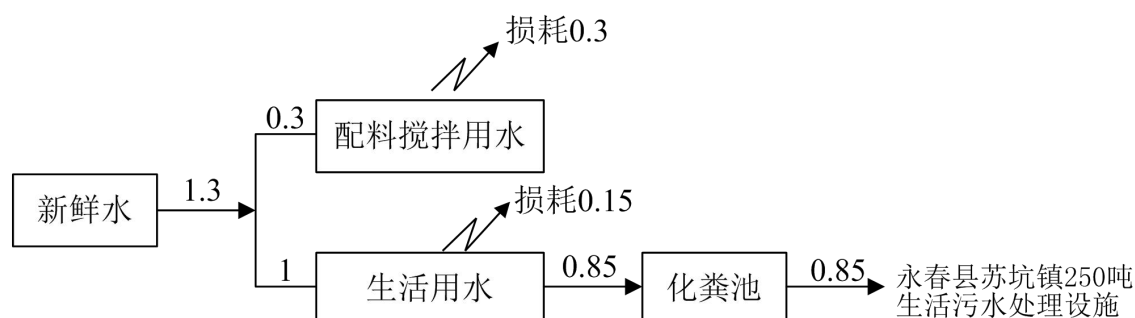 损耗0.3
0.3
配料搅拌用水
新鲜水
1.3
损耗0.15
1
生活用水
0.85
化粪池
0.85
永春县苏坑镇250吨
生活污水处理设施